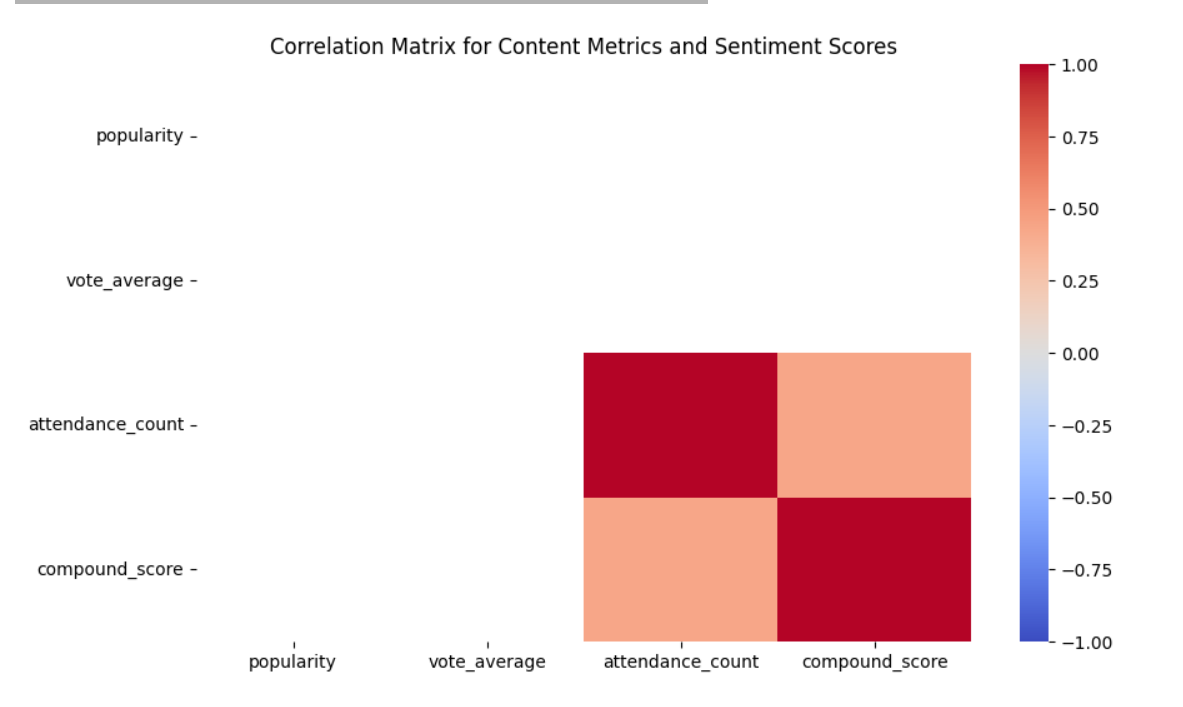 Correlation Matrix for Content Metrics and Sentiment Scores
popularity
vote_average
attendance_count
compound_score
popularity
vote_average
attendance_count
compound_score
1.00
0.75
0.50
0.25
0.00
−0.25
−0.50
−0.75
−1.00